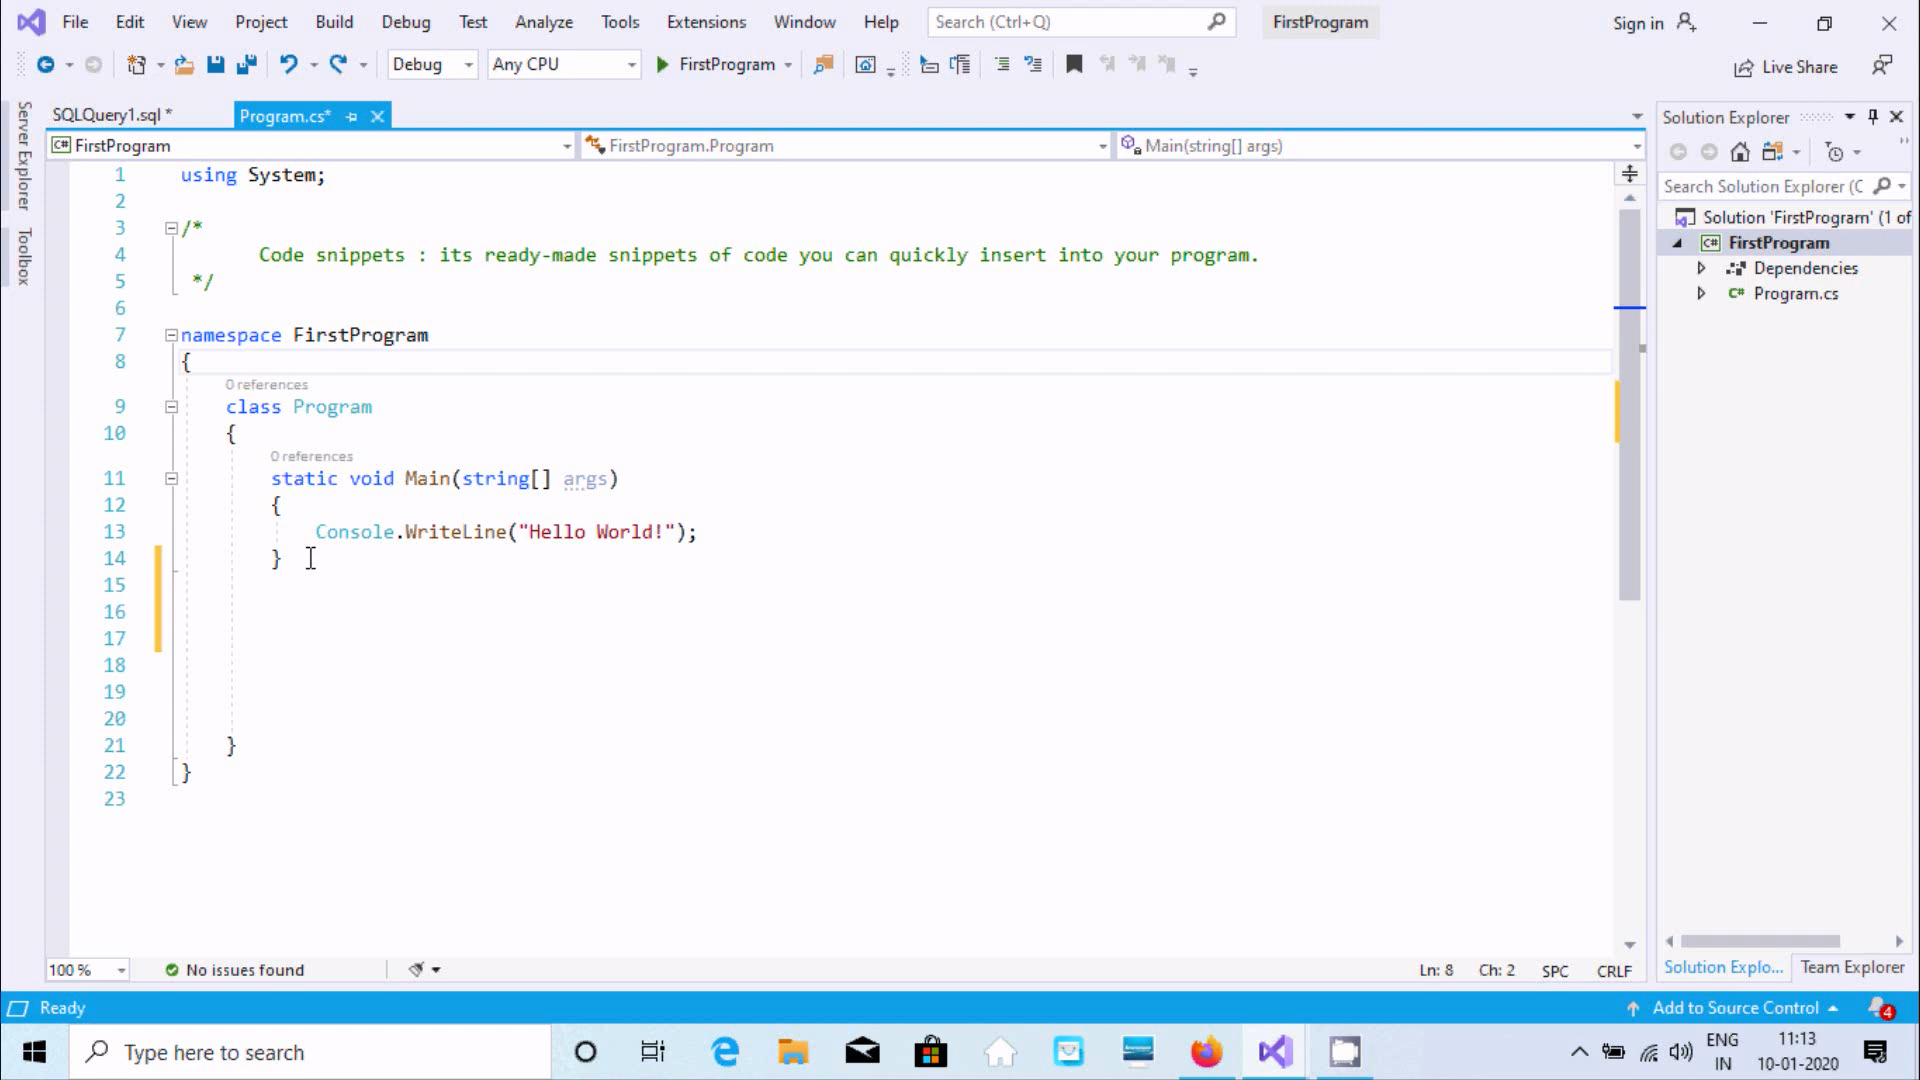 File Edit View Project Build Debug Test Analyze Tools Extensions Window Help Search (Ctrl+Q) FirstProgram Sign in
Debug Any CPU FirstProgram Live Share
Server Explorer
Toolbox
SQLQuery1.sql * Program.cs*
C# FirstProgram FirstProgram.Program Main(string[] args)
1 using System;
2
3 /*
4 Code snippets : its ready-made snippets of code you can quickly insert into your program.
5 */
6
7 namespace FirstProgram
8 {
0 references
9 class Program
10 {
0 references
11 static void Main(string[] args)
12 {
13 Console.WriteLine("Hello World!");
14 }
15
16
17
18
19
20
21 }
22 }
23
Solution Explorer
Search Solution Explorer (C
Solution 'FirstProgram' (1 of
C# FirstProgram
Dependencies
C# Program.cs
100 % No issues found Ln: 8 Ch: 2 SPC CRLF
Solution Explo... Team Explorer
Ready Add to Source Control 4
Type here to search
ENG
IN
11:13
10-01-2020